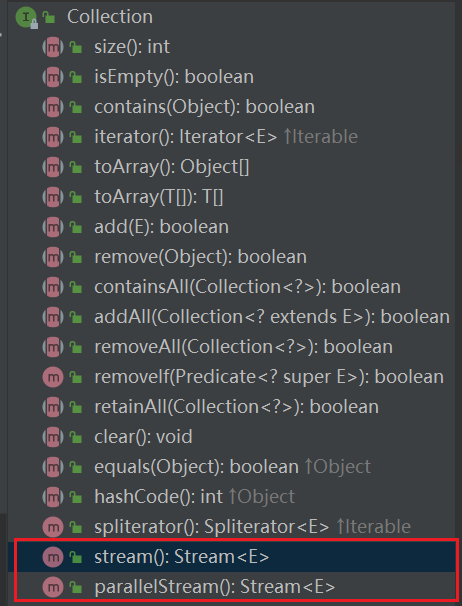 Collection
size(): int
isEmpty(): boolean
contains(Object): boolean
iterator(): Iterator<E> ↑Iterable
toArray(): Object[]
toArray(T[]): T[]
add(E): boolean
remove(Object): boolean
containsAll(Collection<?>): boolean
addAll(Collection<? extends E>): boolean
removeAll(Collection<?>): boolean
removeIf(Predicate<? super E>): boolean
retainAll(Collection<?>): boolean
clear(): void
equals(Object): boolean ↑Object
hashCode(): int ↑Object
spliterator(): Spliterator<E> ↑Iterable
stream(): Stream<E>
parallelStream(): Stream<E>